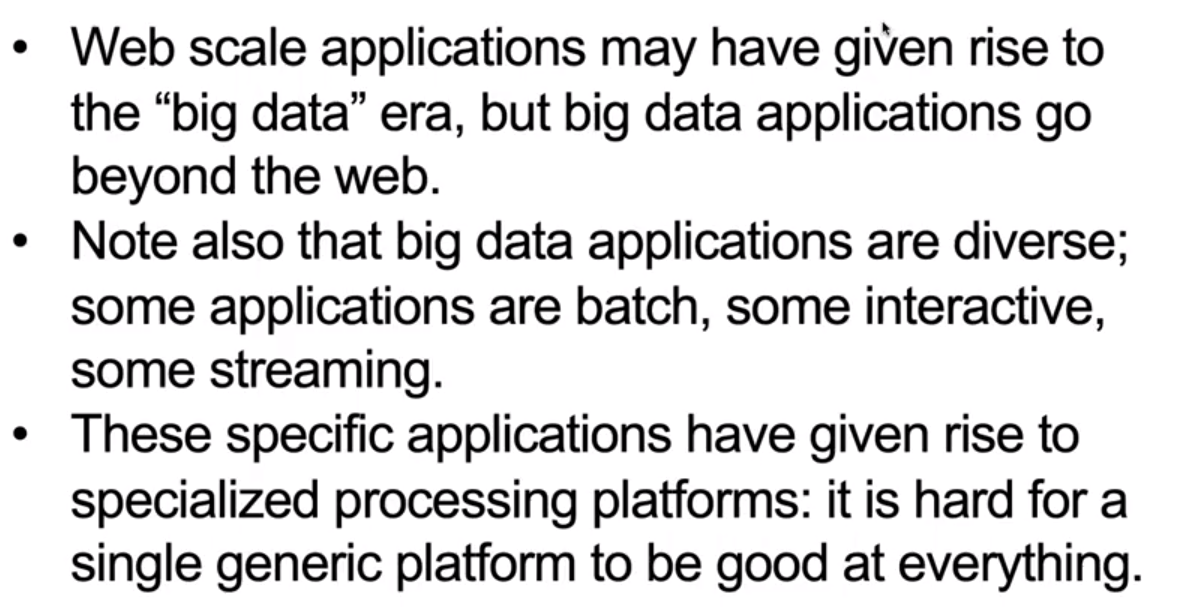 • Web scale applications may have given rise to
the “big data” era, but big data applications go
beyond the web.
• Note also that big data applications are diverse;
some applications are batch, some interactive,
some streaming.
• These specific applications have given rise to
specialized processing platforms: it is hard for a
single generic platform to be good at everything.